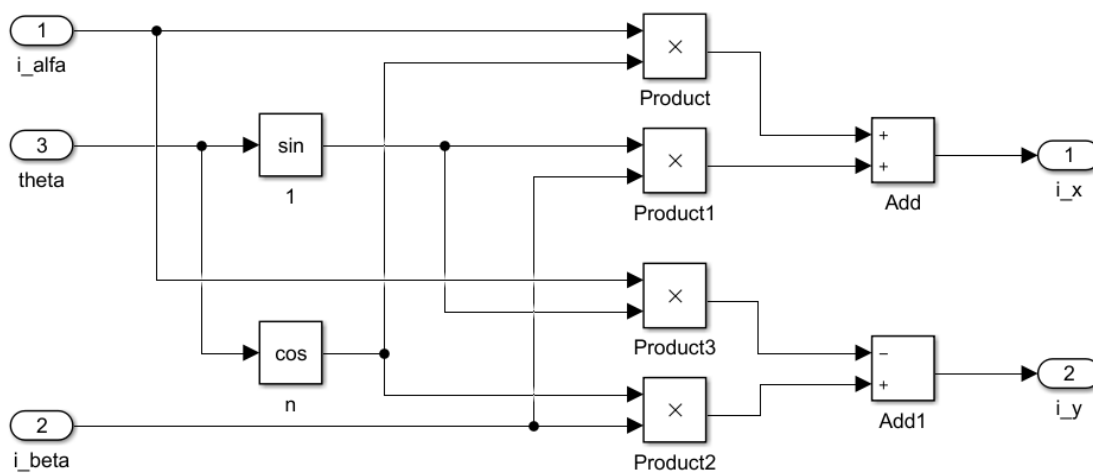 1
i_alfa
×
Product
3
theta
sin
1
×
Product1
+
+
Add
1
i_x
×
Product3
cos
n
−
+
Add1
2
i_y
2
i_beta
×
Product2